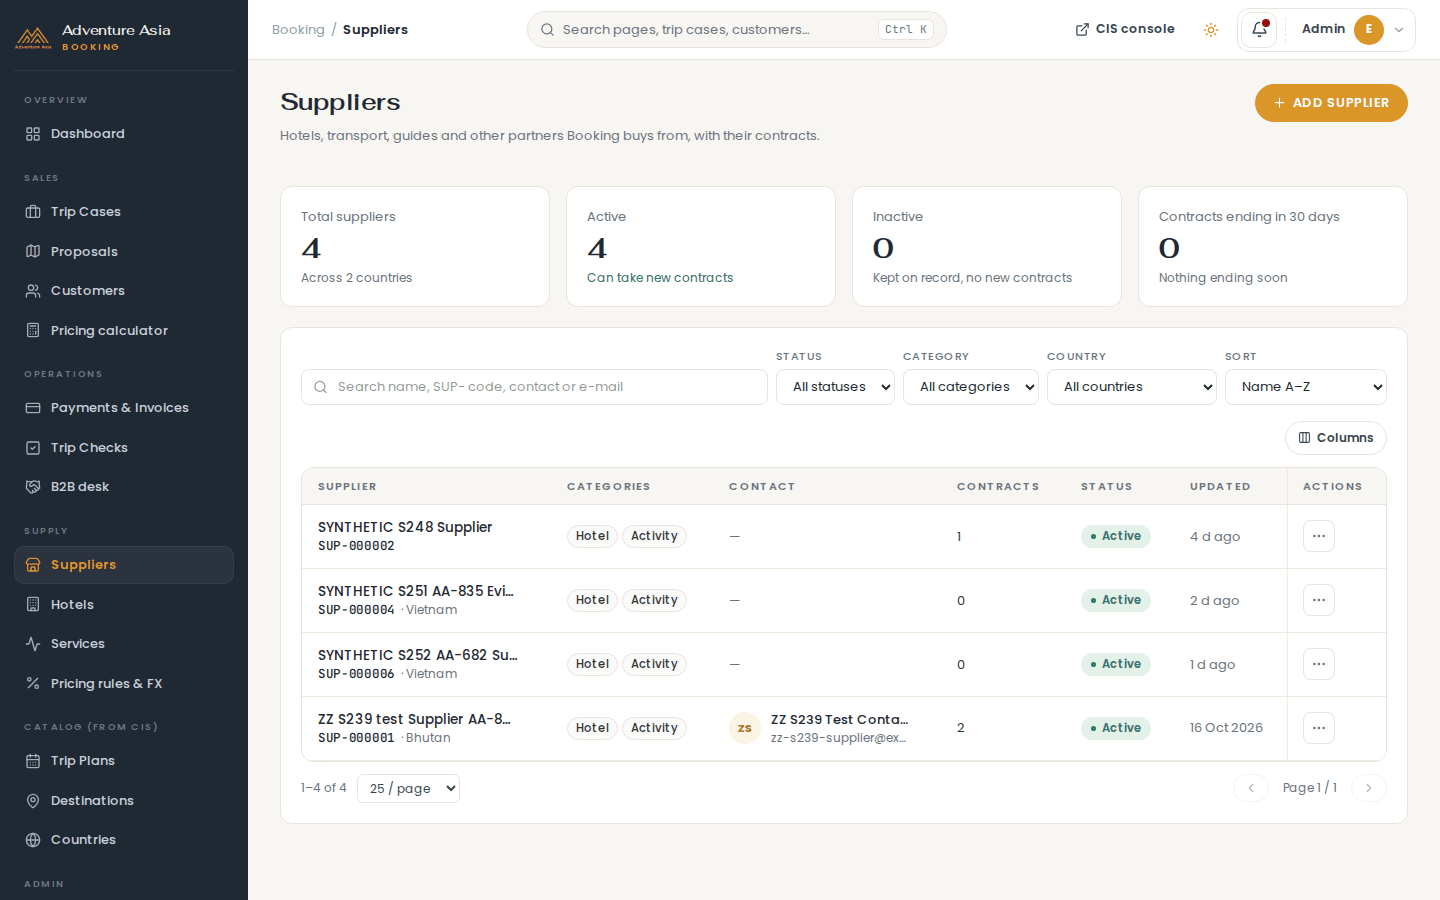 Adventure Asia
BOOKING
Adventure Asia
OVERVIEW
Dashboard
SALES
Trip Cases
Proposals
Customers
Pricing calculator
OPERATIONS
Payments & Invoices
Trip Checks
B2B desk
SUPPLY
Suppliers
Hotels
Services
Pricing rules & FX
CATALOG (FROM CIS)
Trip Plans
Destinations
Countries
ADMIN
Booking / Suppliers
Search pages, trip cases, customers... Ctrl K
CIS console
Admin E
Suppliers
Hotels, transport, guides and other partners Booking buys from, with their contracts.
+ ADD SUPPLIER
Total suppliers
4
Across 2 countries
Active
4
Can take new contracts
Inactive
0
Kept on record, no new contracts
Contracts ending in 30 days
0
Nothing ending soon
STATUS CATEGORY COUNTRY SORT
Search name, SUP- code, contact or e-mail All statuses All categories All countries Name A–Z
Columns
SUPPLIER CATEGORIES CONTACT CONTRACTS STATUS UPDATED ACTIONS
SYNTHETIC S248 Supplier
SUP-000002
Hotel Activity — 1 Active 4 d ago
SYNTHETIC S251 AA-835 Evi...
SUP-000004 · Vietnam
Hotel Activity — 0 Active 2 d ago
SYNTHETIC S252 AA-682 Su...
SUP-000006 · Vietnam
Hotel Activity — 0 Active 1 d ago
ZZ S239 test Supplier AA-8...
SUP-000001 · Bhutan
Hotel Activity
ZS
ZZ S239 Test Conta...
zz-s239-supplier@ex...
2 Active 16 Oct 2026
1–4 of 4 25 / page Page 1 / 1